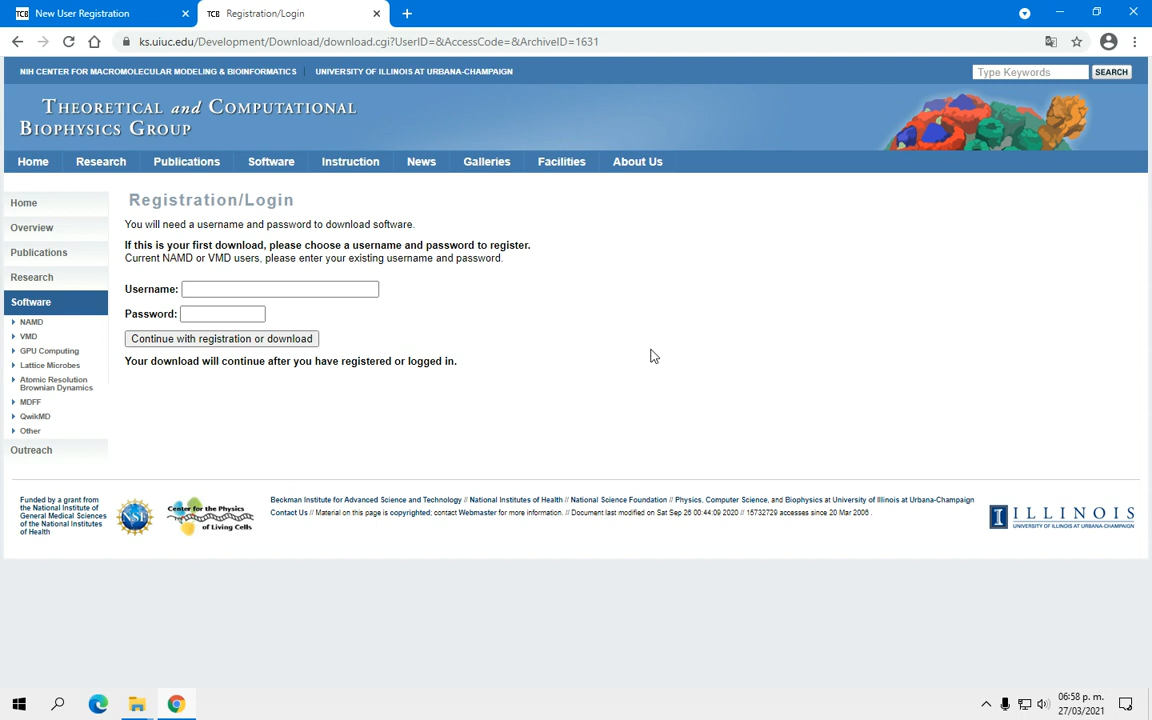 New User Registration
Registration/Login
ks.uiuc.edu/Development/Download/download.cgi?UserID=&AccessCode=&ArchiveID=1631
NIH CENTER FOR MACROMOLECULAR MODELING & BIOINFORMATICS
UNIVERSITY OF ILLINOIS AT URBANA-CHAMPAIGN
Type Keywords
SEARCH
THEORETICAL and COMPUTATIONAL
BIOPHYSICS GROUP
Home Research Publications Software Instruction News Galleries Facilities About Us
Home
Overview
Publications
Research
Software
NAMD
VMD
GPU Computing
Lattice Microbes
Atomic Resolution
Brownian Dynamics
MDFF
QwikMD
Other
Outreach
Registration/Login
You will need a username and password to download software.
If this is your first download, please choose a username and password to register.
Current NAMD or VMD users, please enter your existing username and password.
Username:
Password:
Continue with registration or download
Your download will continue after you have registered or logged in.
Funded by a grant from
the National Institute of
General Medical Sciences
of the National Institutes
of Health
NSF
Center for the Physics
of Living Cells
Beckman Institute for Advanced Science and Technology // National Institutes of Health // National Science Foundation // Physics, Computer Science, and Biophysics at University of Illinois at Urbana-Champaign
Contact Us // Material on this page is copyrighted; contact Webmaster for more information. // Document last modified on Sat Sep 26 00:44:09 2020 // 15732729 accesses since 20 Mar 2006 .
I ILLINOIS
UNIVERSITY OF ILLINOIS AT URBANA-CHAMPAIGN
06:58 p. m.
27/03/2021